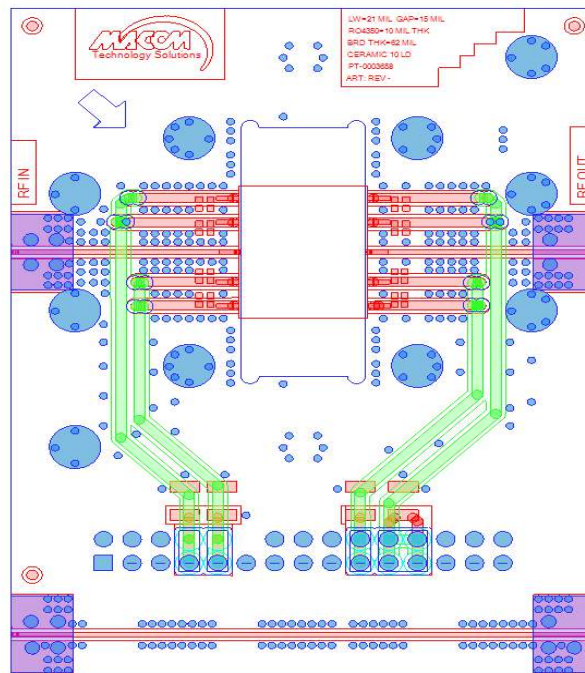 MACOM
Technology Solutions
LW=21 MIL GAP=15 MIL
RO4350=10 MIL THK
BRD THK=62 MIL
CERAMIC 10 LD
PT-0003658
ART: REV -
RF IN
RF OUT